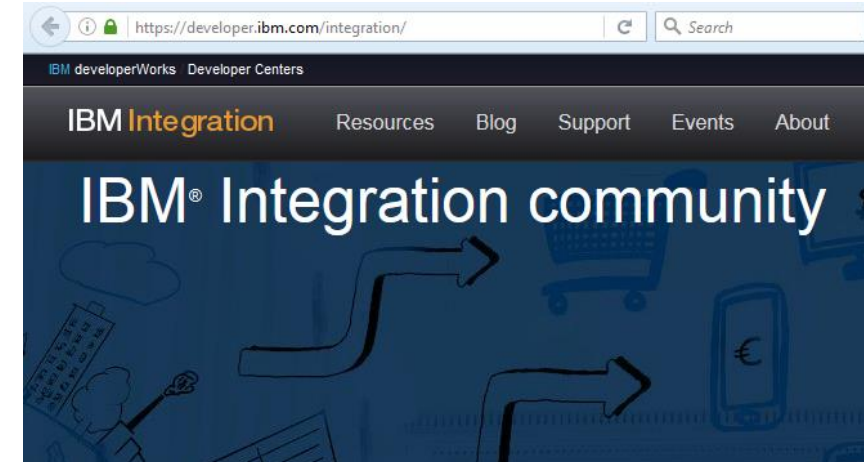 https://developer.ibm.com/integration/ Search
IBM developerWorks Developer Centers
IBM Integration Resources Blog Support Events About
IBM® Integration community
€